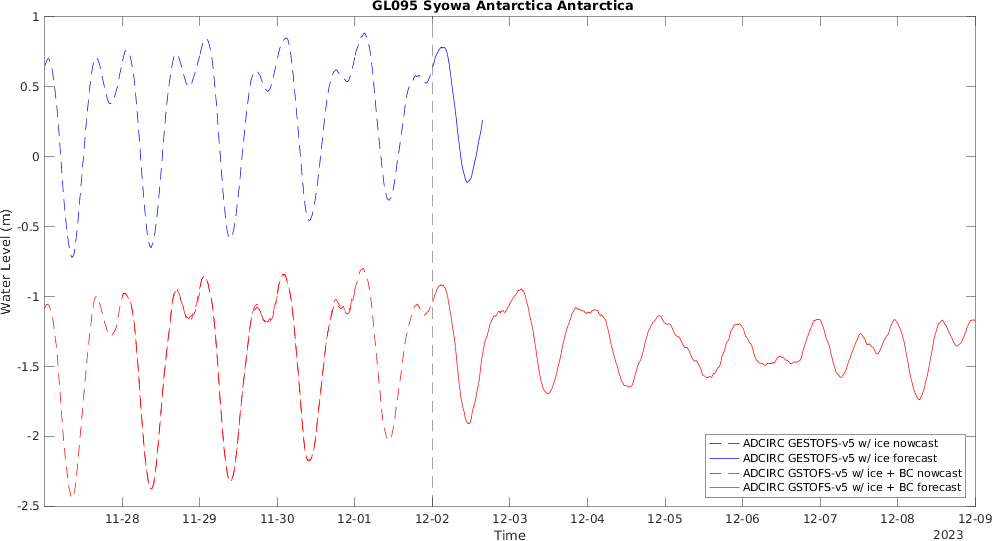 GL095 Syowa Antarctica Antarctica
Water Level (m)
1
0.5
0
-0.5
-1
-1.5
-2
-2.5
ADCIRC GESTOFS-v5 w/ ice nowcast
ADCIRC GESTOFS-v5 w/ ice forecast
ADCIRC GSTOFS-v5 w/ ice + BC nowcast
ADCIRC GSTOFS-v5 w/ ice + BC forecast
11-28 11-29 11-30 12-01 12-02 12-03 12-04 12-05 12-06 12-07 12-08 12-09
Time
2023